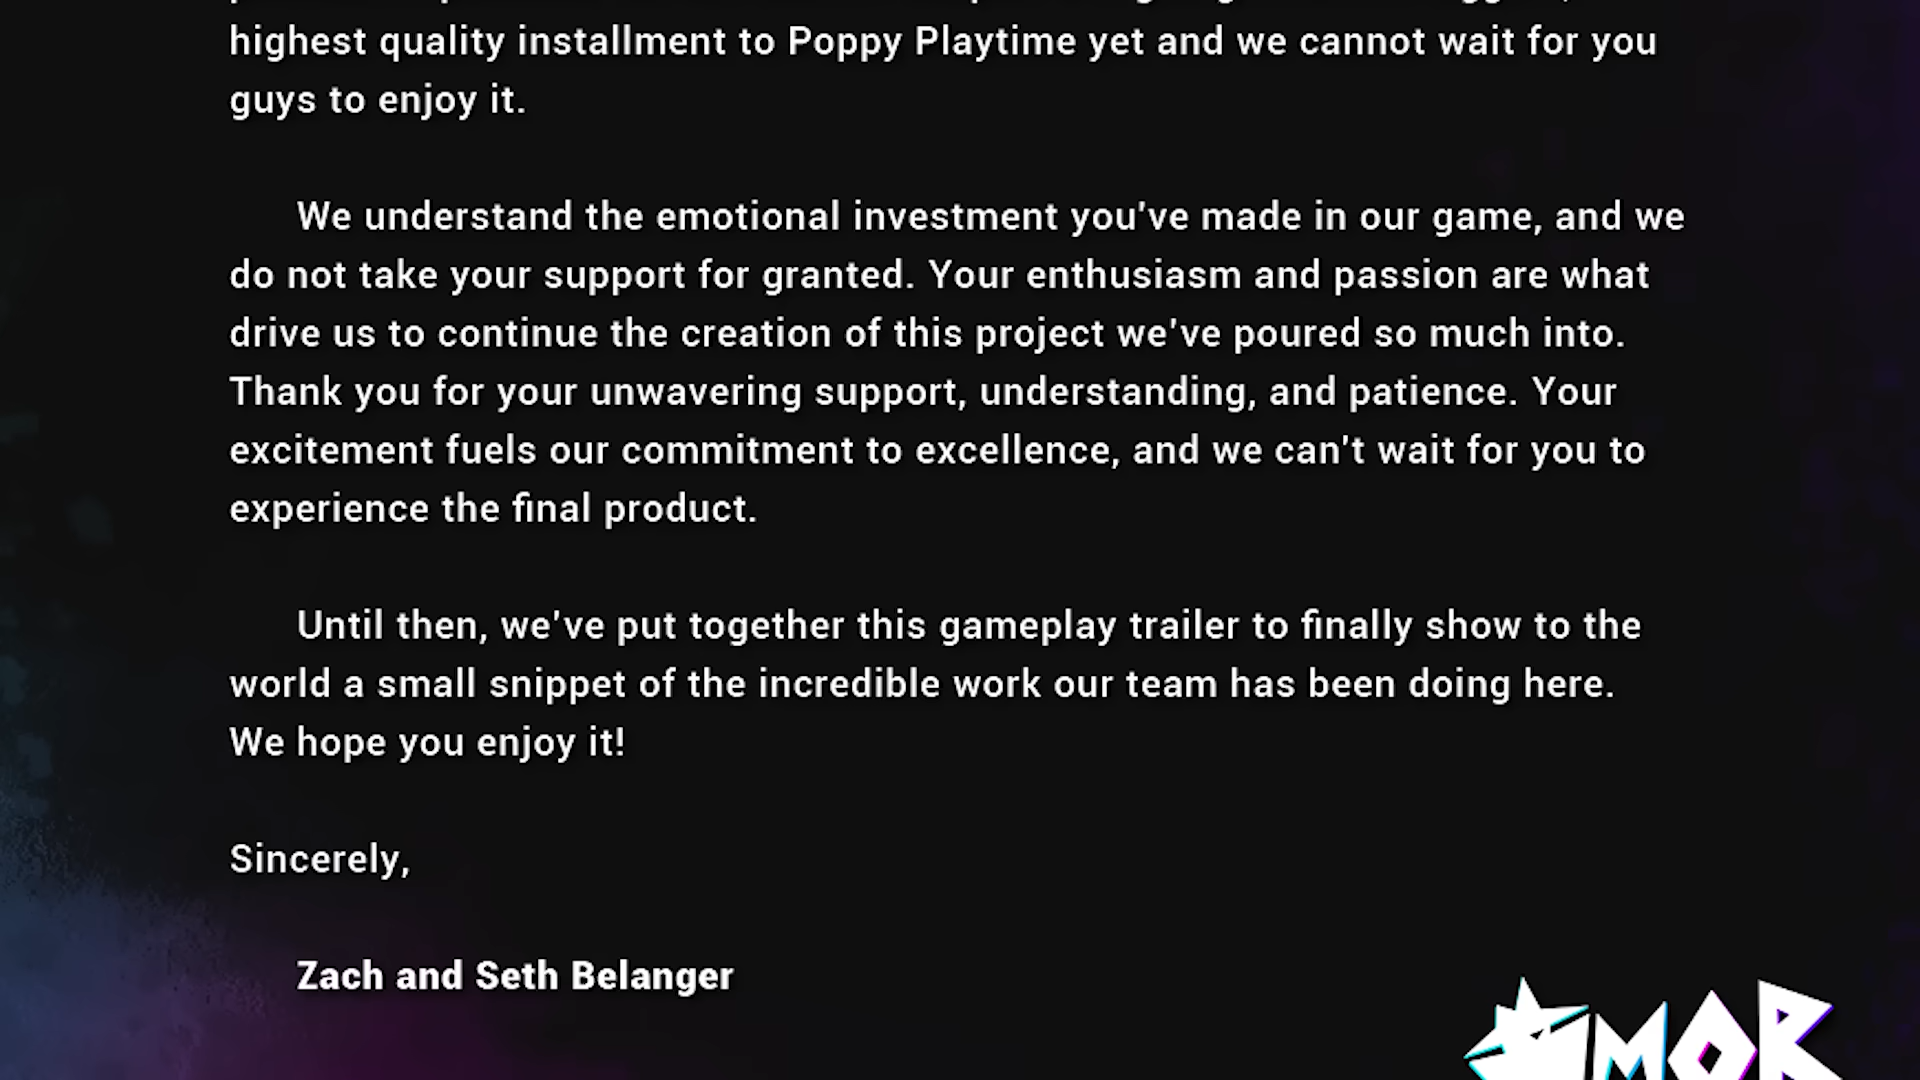 highest quality installment to Poppy Playtime yet and we cannot wait for you
guys to enjoy it.
We understand the emotional investment you've made in our game, and we
do not take your support for granted. Your enthusiasm and passion are what
drive us to continue the creation of this project we've poured so much into.
Thank you for your unwavering support, understanding, and patience. Your
excitement fuels our commitment to excellence, and we can't wait for you to
experience the final product.
Until then, we've put together this gameplay trailer to finally show to the
world a small snippet of the incredible work our team has been doing here.
We hope you enjoy it!
Sincerely,
Zach and Seth Belanger
MOB